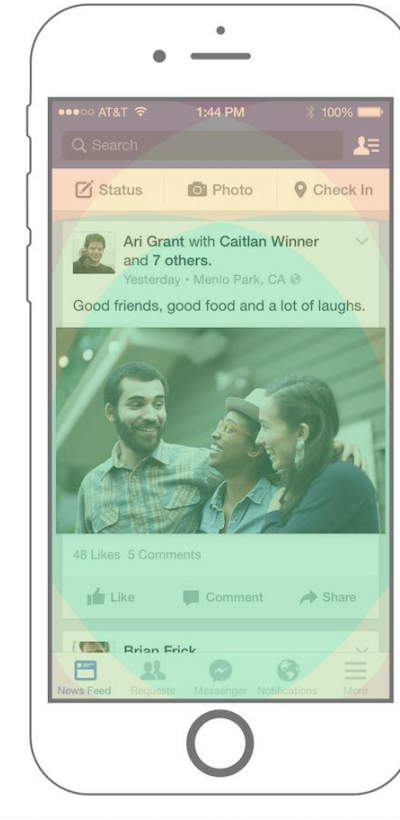 AT&T 1:44 PM 100%
Search
Status Photo Check In
Ari Grant with Caitlan Winner
and 7 others.
Yesterday • Menlo Park, CA
Good friends, good food and a lot of laughs.
48 Likes 5 Comments
Like Comment Share
Brian Frick
News Feed Requests Messenger Notifications More